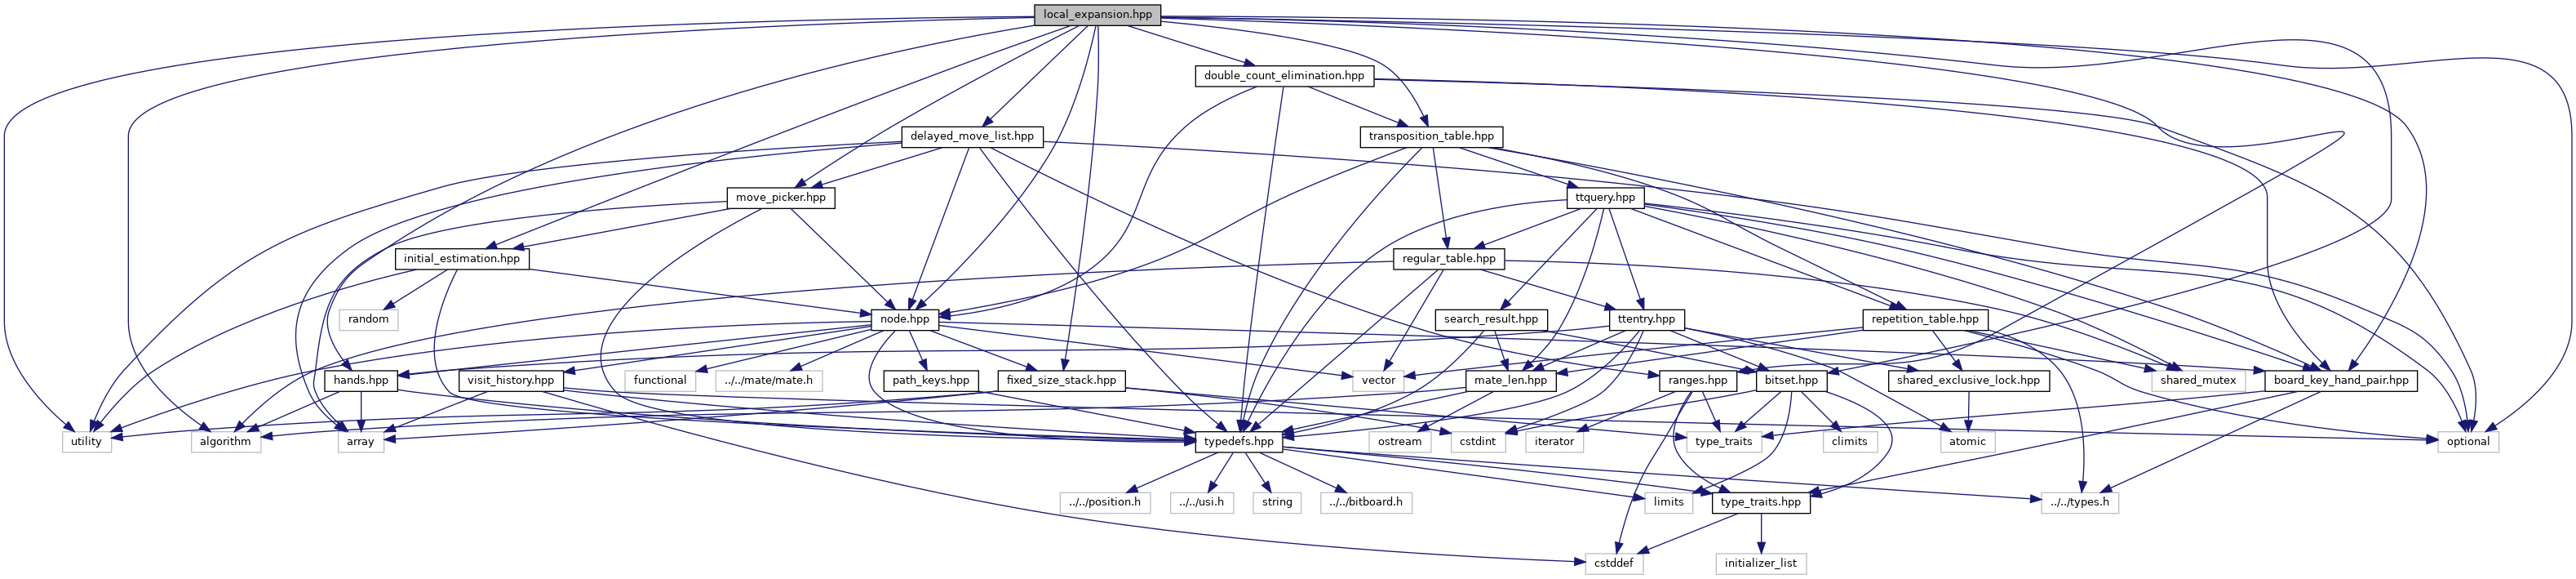 local_expansion.hpp
double_count_elimination.hpp
delayed_move_list.hpp
transposition_table.hpp
move_picker.hpp
ttquery.hpp
initial_estimation.hpp
regular_table.hpp
random
node.hpp
search_result.hpp
ttentry.hpp
repetition_table.hpp
hands.hpp
visit_history.hpp
functional
../../mate/mate.h
path_keys.hpp
fixed_size_stack.hpp
vector
mate_len.hpp
ranges.hpp
bitset.hpp
shared_exclusive_lock.hpp
shared_mutex
board_key_hand_pair.hpp
utility
algorithm
array
typedefs.hpp
ostream
cstdint
iterator
type_traits
climits
atomic
optional
../../position.h
../../usi.h
string
../../bitboard.h
limits
type_traits.hpp
../../types.h
cstddef
initializer_list